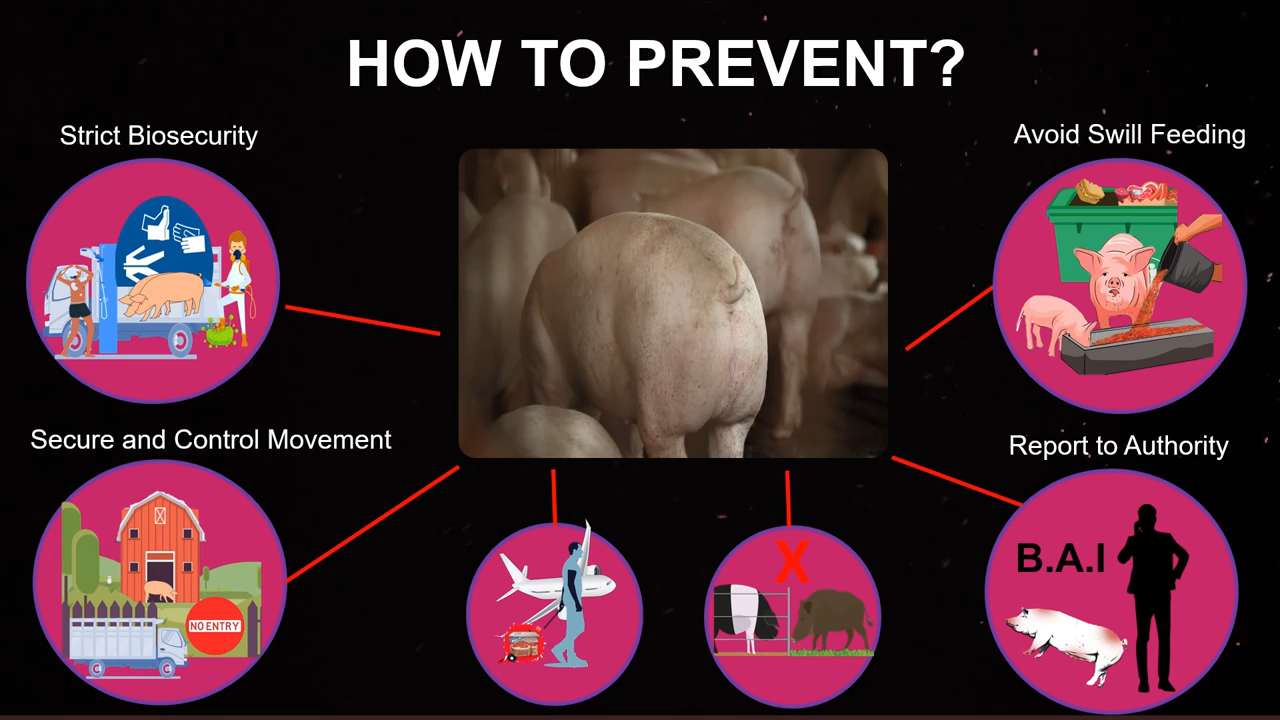 HOW TO PREVENT?
Strict Biosecurity
Avoid Swill Feeding
Secure and Control Movement
NO ENTRY
X
Report to Authority
B.A.I